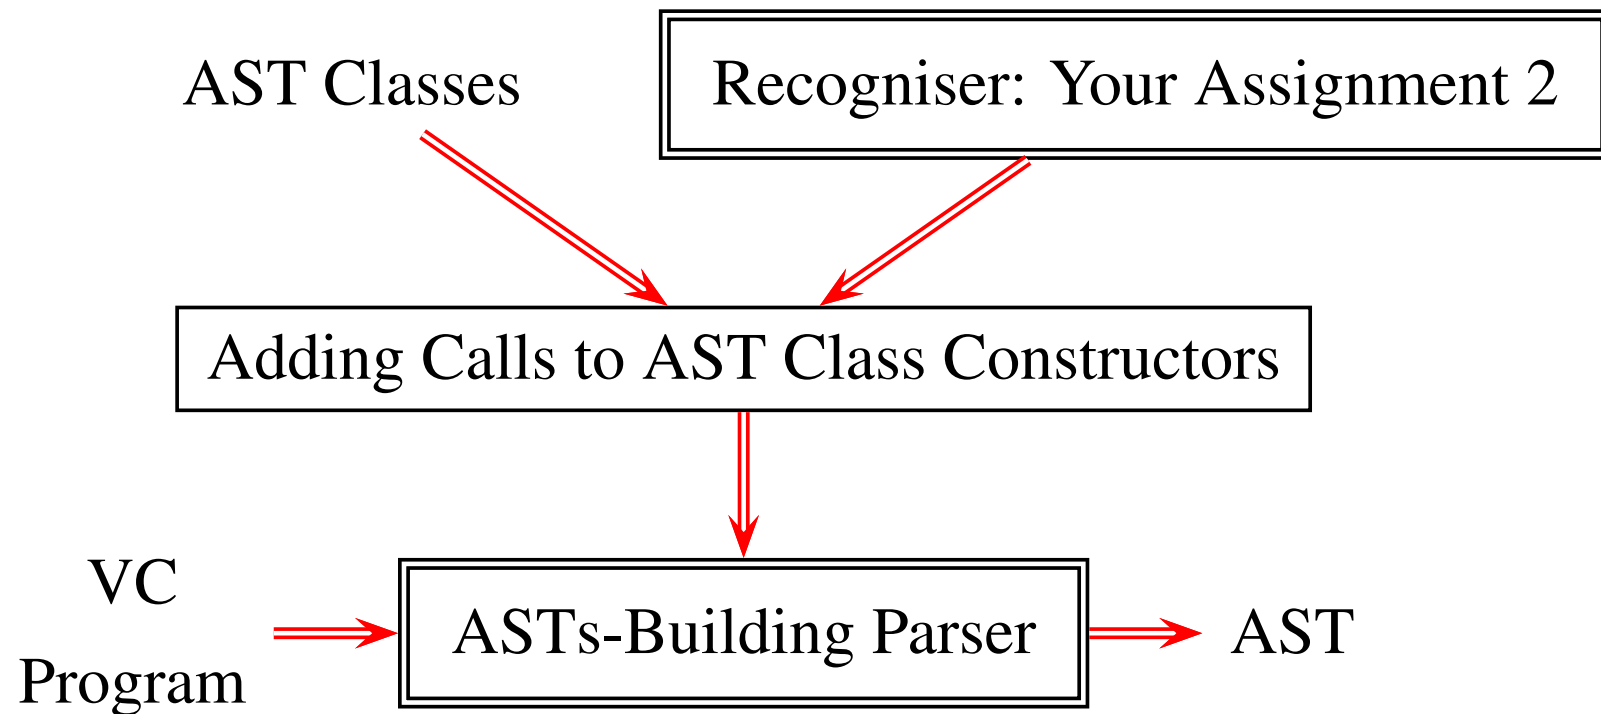 AST Classes
Recogniser: Your Assignment 2
Adding Calls to AST Class Constructors
VC
Program
ASTs-Building Parser
AST